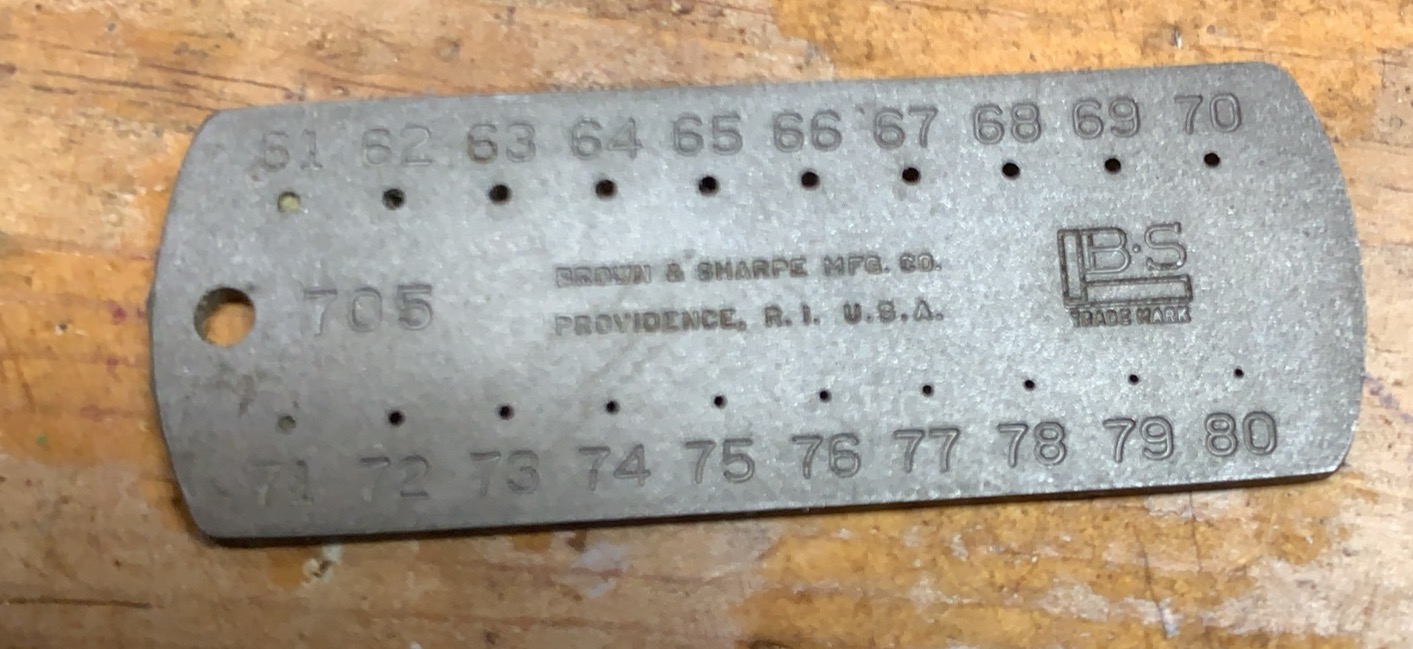 61 62 63 64 65 66 67 68 69 70
705
BROWN & SHARPE MFG. CO.
PROVIDENCE, R. I. U.S.A.
B·S
TRADE MARK
71 72 73 74 75 76 77 78 79 80